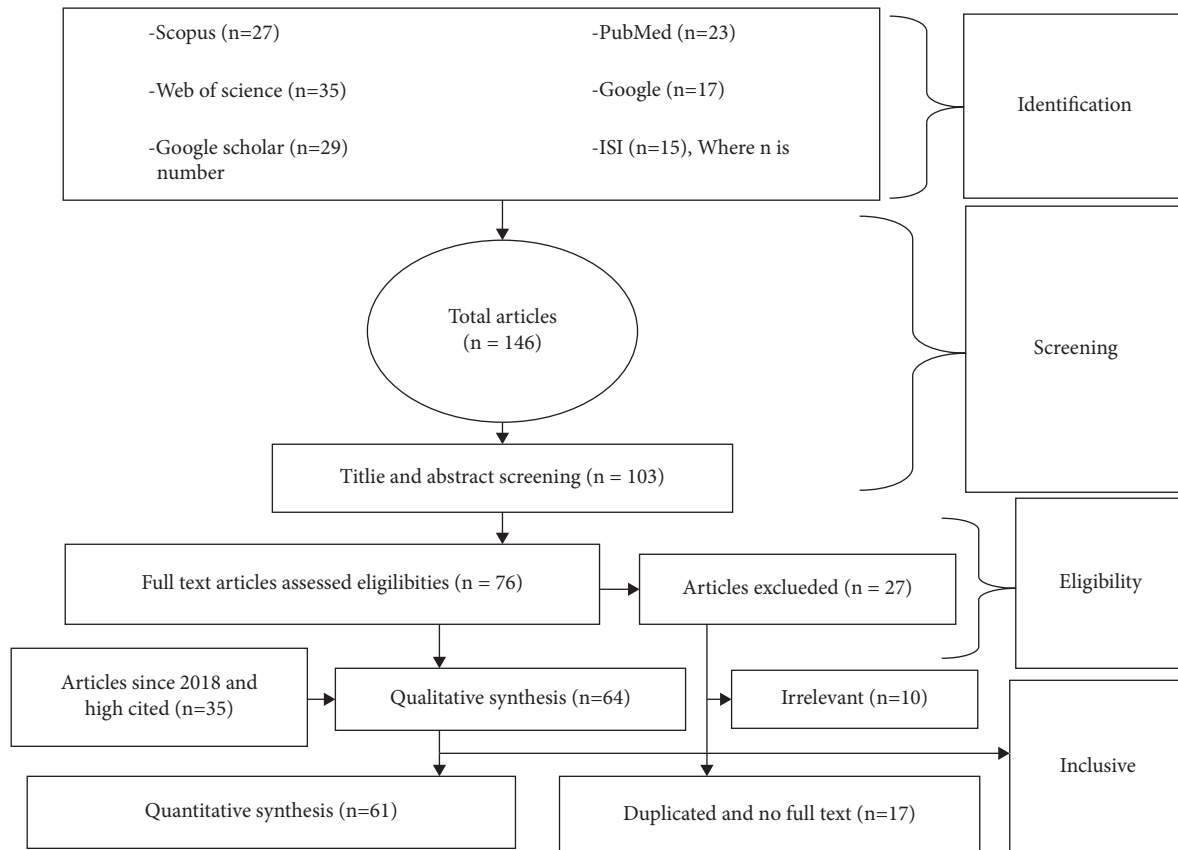 -Scopus (n=27)
-PubMed (n=23)
-Web of science (n=35)
-Google (n=17)
-Google scholar (n=29)
number
-ISI (n=15), Where n is
Identification
Total articles
(n = 146)
Screening
Titlie and abstract screening (n = 103)
Full text articles assessed eligilibities (n = 76)
Articles exclueded (n = 27)
Eligibility
Articles since 2018 and
high cited (n=35)
Qualitative synthesis (n=64)
Irrelevant (n=10)
Inclusive
Quantitative synthesis (n=61)
Duplicated and no full text (n=17)